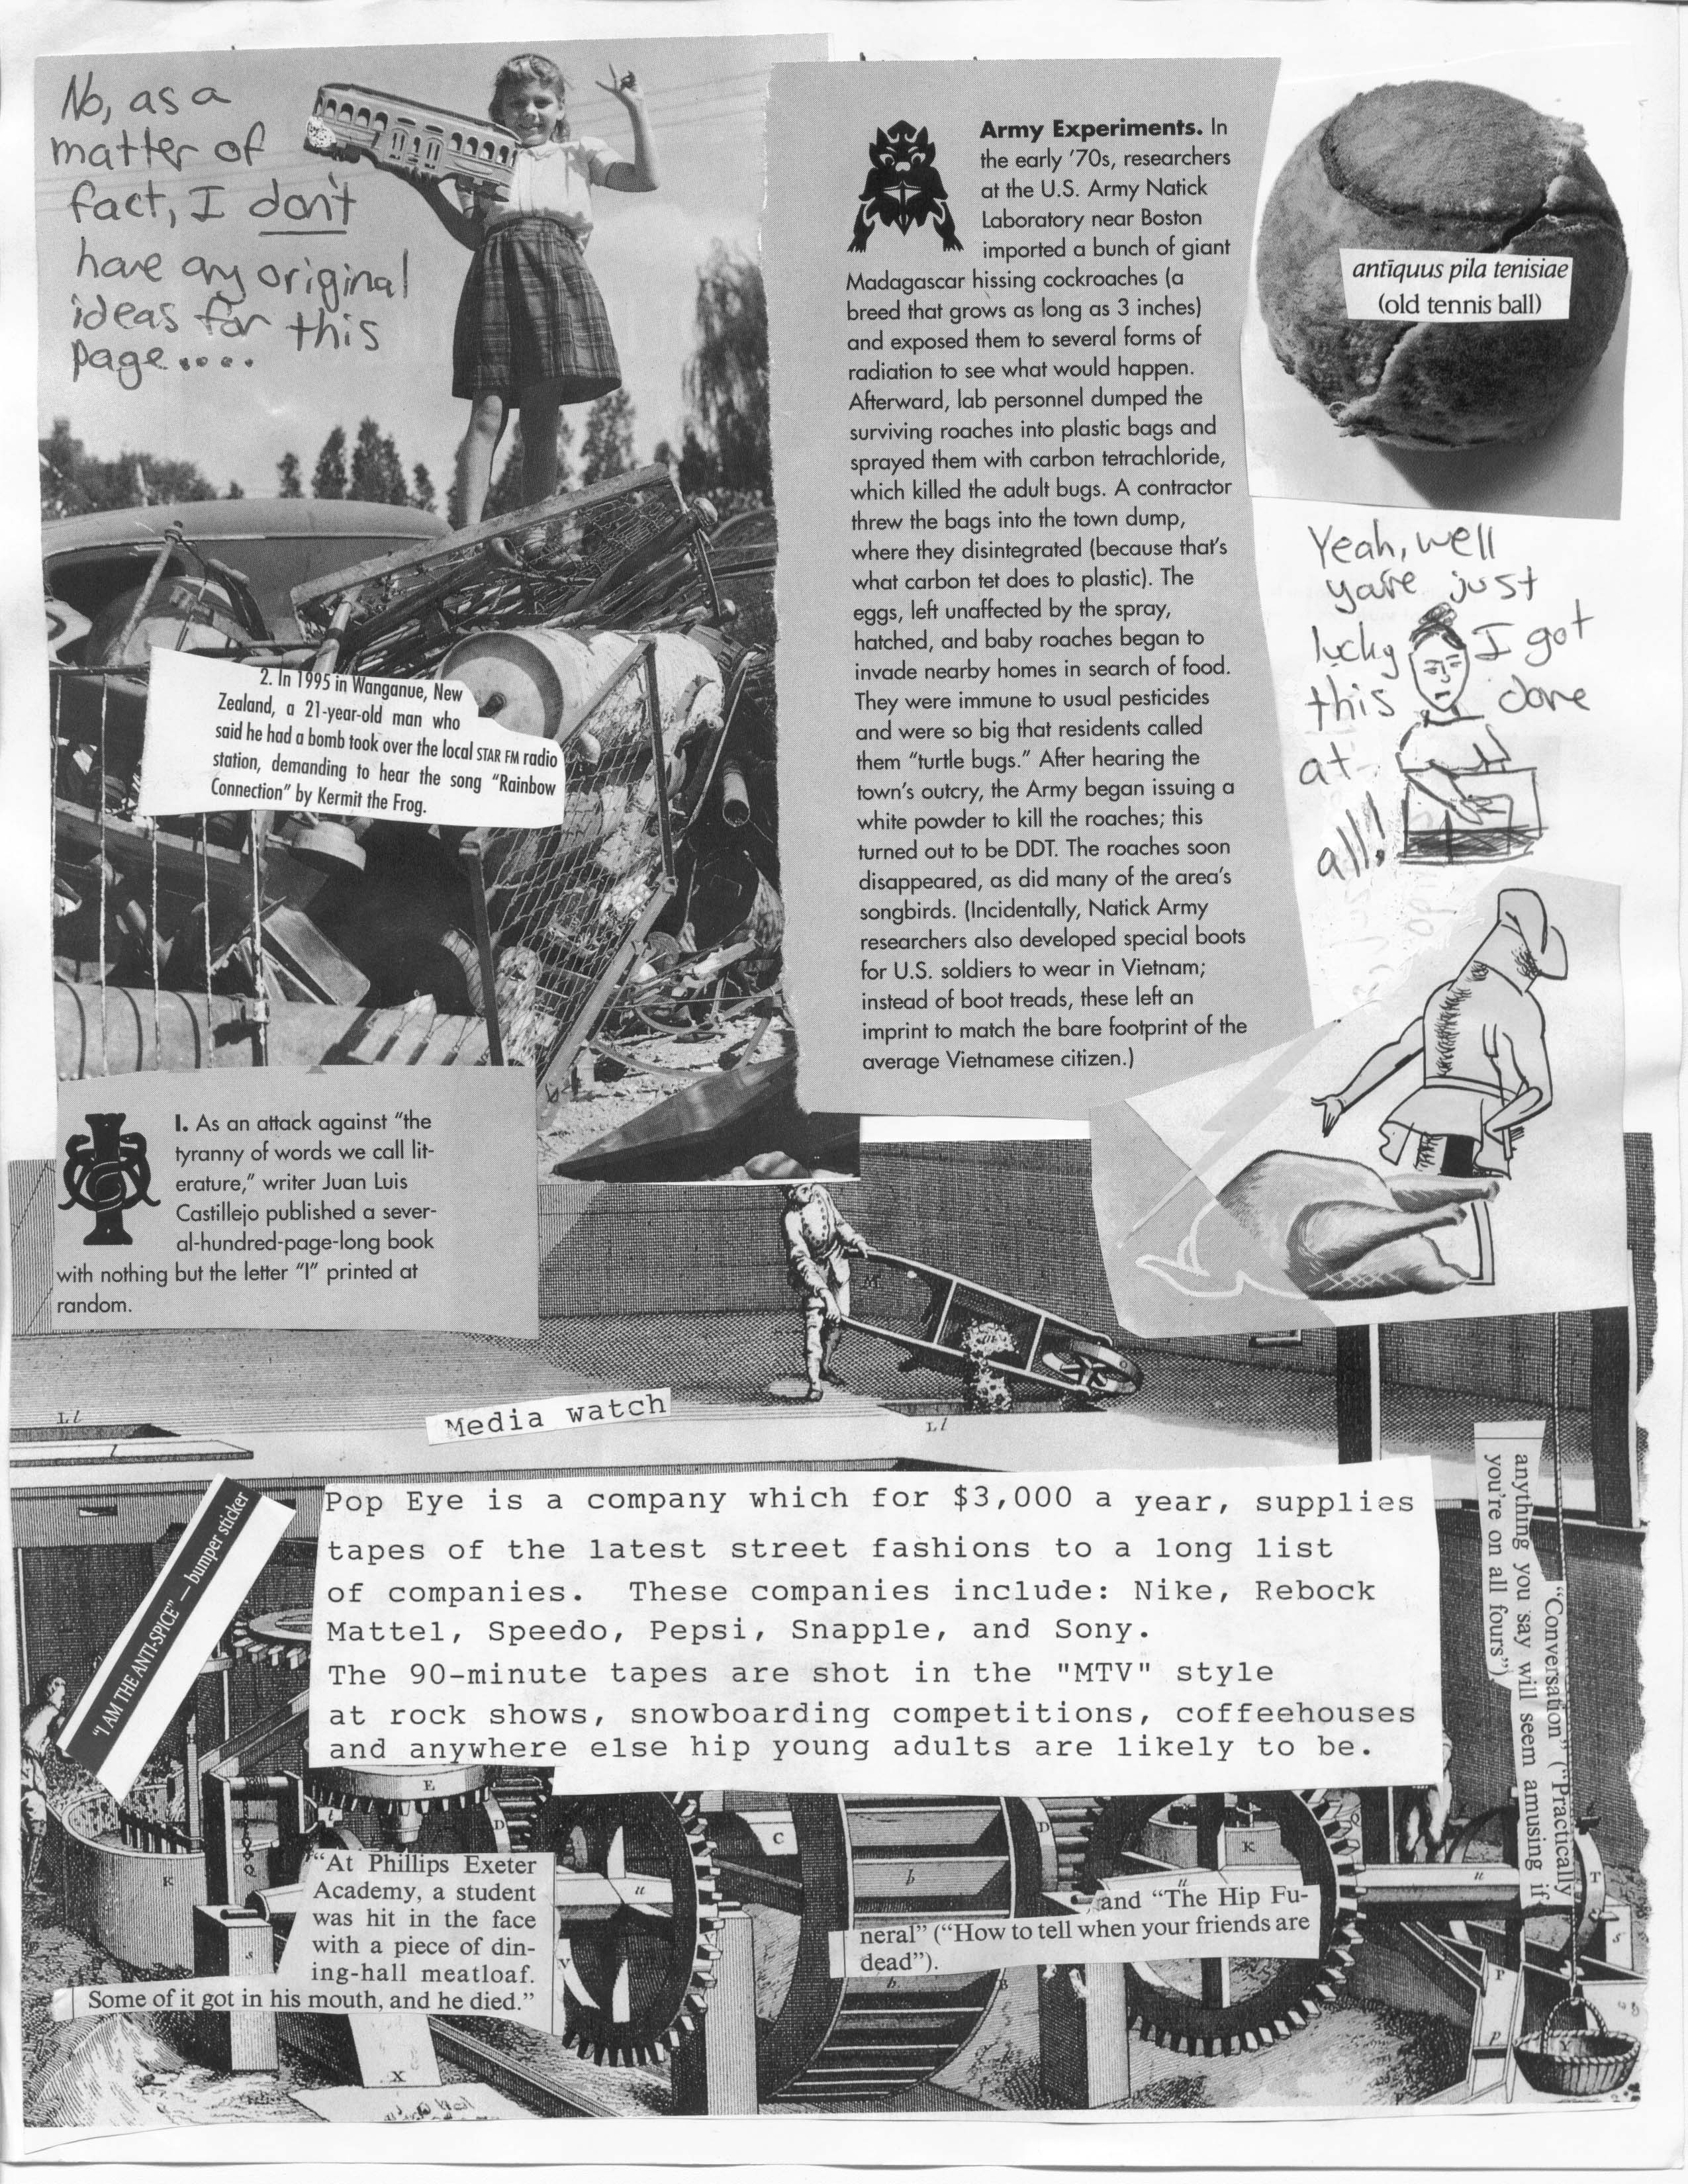 No, as a
matter of
fact, I don't
have any original
ideas for this
page....
Army Experiments. In
the early '70s, researchers
at the U.S. Army Natick
Laboratory near Boston
imported a bunch of giant
Madagascar hissing cockroaches (a
breed that grows as long as 3 inches)
and exposed them to several forms of
radiation to see what would happen.
Afterward, lab personnel dumped the
surviving roaches into plastic bags and
sprayed them with carbon tetrachloride,
which killed the adult bugs. A contractor
threw the bags into the town dump,
where they disintegrated (because that's
what carbon tet does to plastic). The
eggs, left unaffected by the spray,
hatched, and baby roaches began to
invade nearby homes in search of food.
They were immune to usual pesticides
and were so big that residents called
them "turtle bugs." After hearing the
town's outcry, the Army began issuing a
white powder to kill the roaches; this
turned out to be DDT. The roaches soon
disappeared, as did many of the area's
songbirds. (Incidentally, Natick Army
researchers also developed special boots
for U.S. soldiers to wear in Vietnam;
instead of boot treads, these left an
imprint to match the bare footprint of the
average Vietnamese citizen.)
antiquus pila tenisiae
(old tennis ball)
Yeah, well
you're just
lucky I got
this done
at
all!
2. In 1995 in Wanganue, New
Zealand, a 21-year-old man who
said he had a bomb took over the local STAR FM radio
station, demanding to hear the song "Rainbow
Connection" by Kermit the Frog.
I. As an attack against "the
tyranny of words we call lit-
erature," writer Juan Luis
Castillejo published a sever-
al-hundred-page-long book
with nothing but the letter "I" printed at
random.
M
Ll
l
Ll
Media watch
Pop Eye is a company which for $3,000 a year, supplies
tapes of the latest street fashions to a long list
of companies. These companies include: Nike, Rebock
Mattel, Speedo, Pepsi, Snapple, and Sony.
The 90-minute tapes are shot in the "MTV" style
at rock shows, snowboarding competitions, coffeehouses
and anywhere else hip young adults are likely to be.
"I AM THE ANTI-SPICE" — bumper sticker
"Conversation" ("Practically
anything you say will seem amusing if
you're on all fours")
E
D
C
D
K
K
b
u
u
u
T
"At Phillips Exeter
Academy, a student
was hit in the face
with a piece of din-
ing-hall meatloaf.
Some of it got in his mouth, and he died."
and "The Hip Fu-
neral" ("How to tell when your friends are
dead").
s
V
b
B
s
P
p
Y
X